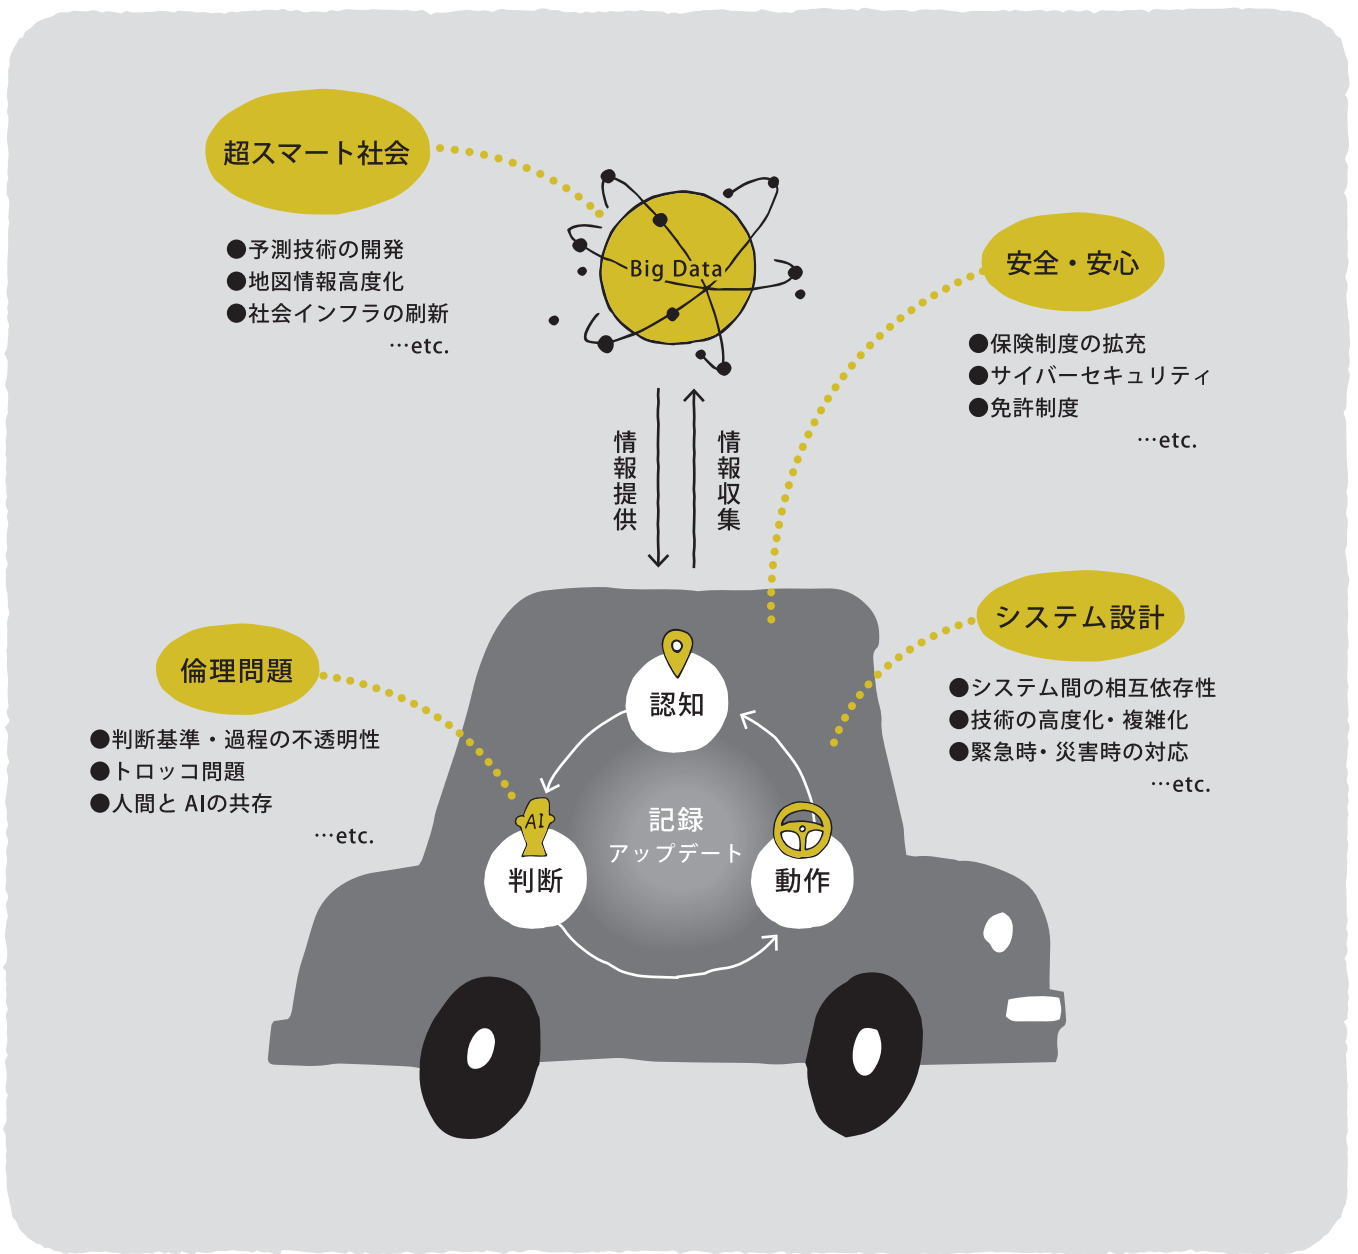 超スマート社会
●予測技術の開発
●地図情報高度化
●社会インフラの刷新
…etc.
Big Data
安全・安心
●保険制度の拡充
●サイバーセキュリティ
●免許制度
…etc.
情報提供
情報収集
システム設計
●システム間の相互依存性
●技術の高度化・複雑化
●緊急時・災害時の対応
…etc.
倫理問題
●判断基準・過程の不透明性
●トロッコ問題
●人間と AIの共存
…etc.
認知
記録
アップデート
AI
判断
動作